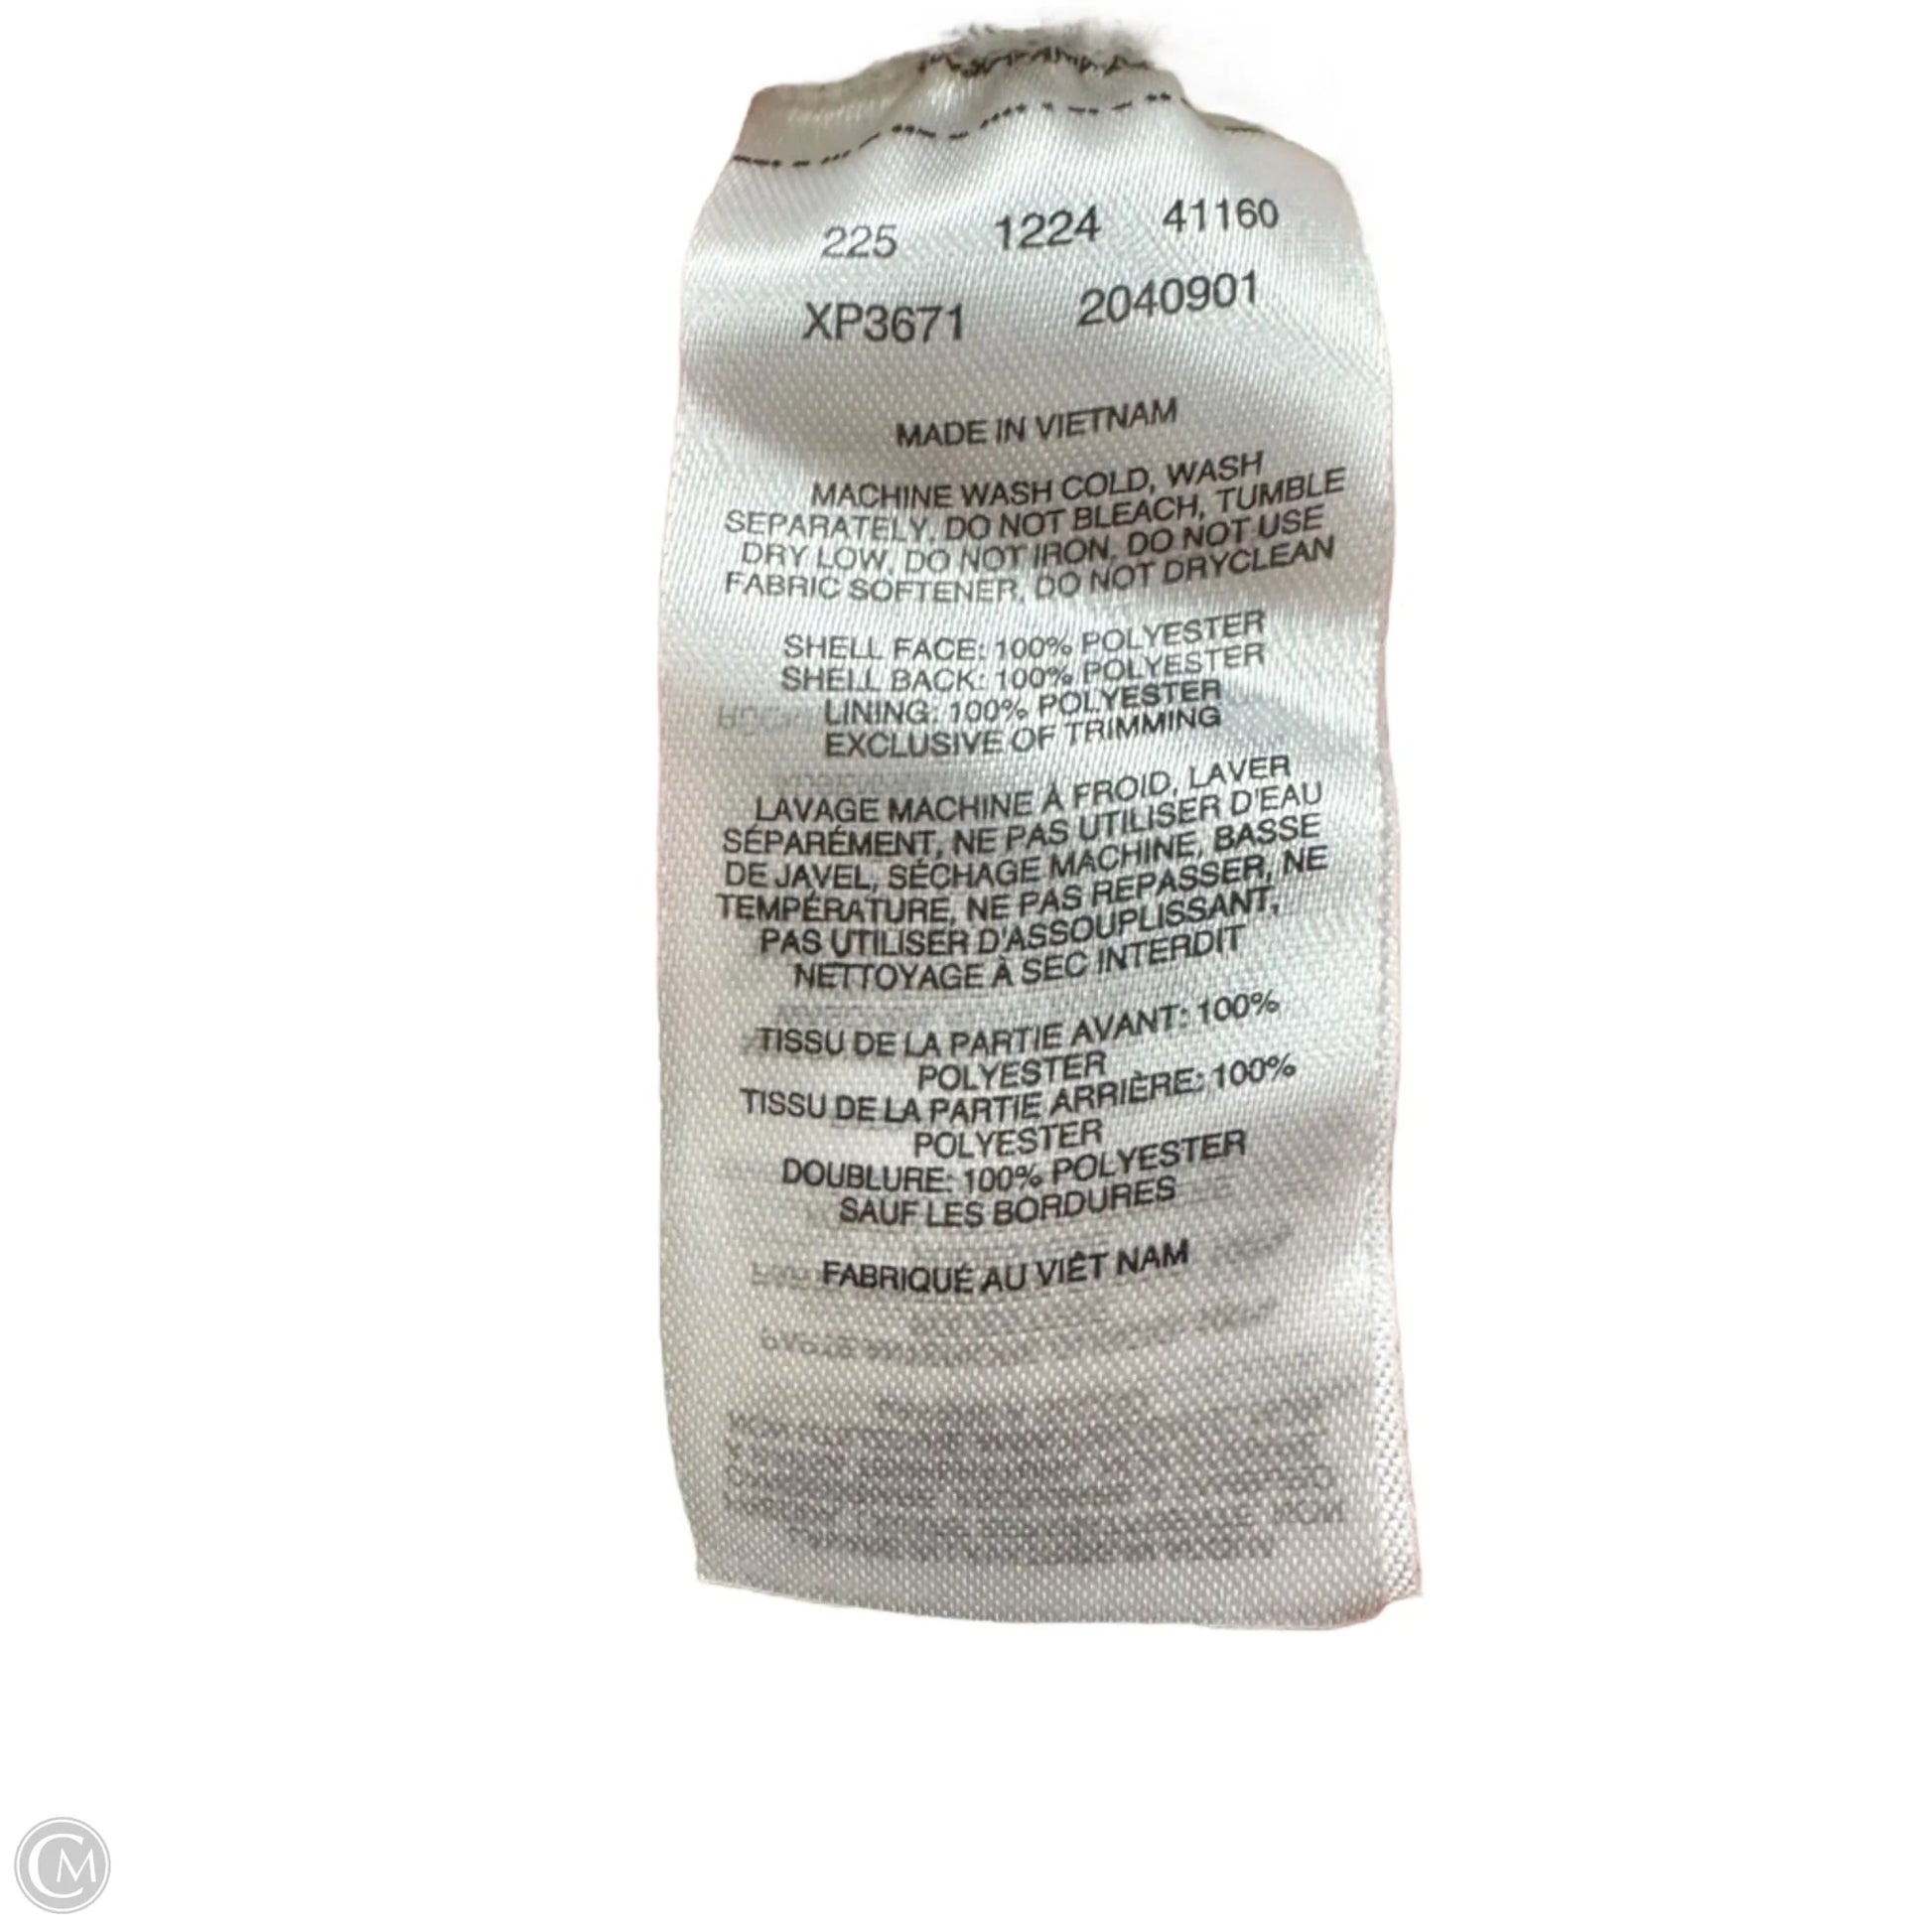 225 1224 41160
XP3671 2040901
MADE IN VIETNAM
MACHINE WASH COLD, WASH
SEPARATELY, DO NOT BLEACH, TUMBLE
DRY LOW, DO NOT IRON, DO NOT USE
FABRIC SOFTENER, DO NOT DRYCLEAN
SHELL FACE: 100% POLYESTER
SHELL BACK: 100% POLYESTER
LINING: 100% POLYESTER
EXCLUSIVE OF TRIMMING
LAVAGE MACHINE À FROID, LAVER
SÉPARÉMENT, NE PAS UTILISER D'EAU
DE JAVEL, SÉCHAGE MACHINE, BASSE
TEMPÉRATURE, NE PAS REPASSER, NE
PAS UTILISER D'ASSOUPLISSANT,
NETTOYAGE À SEC INTERDIT
TISSU DE LA PARTIE AVANT: 100%
POLYESTER
TISSU DE LA PARTIE ARRIÈRE: 100%
POLYESTER
DOUBLURE: 100% POLYESTER
SAUF LES BORDURES
FABRIQUÉ AU VIÊT NAM
CM